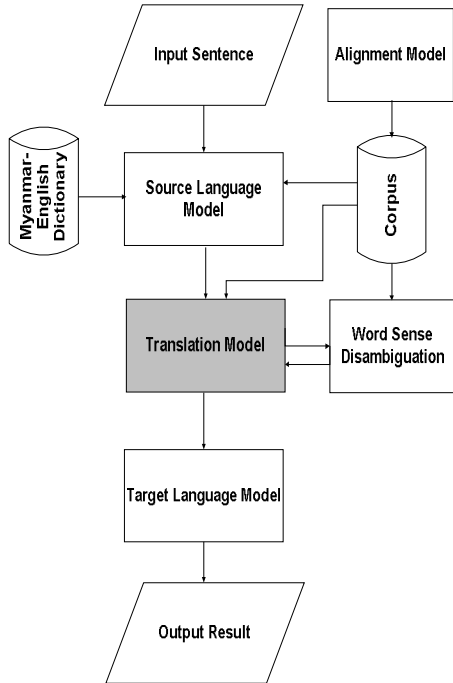 Input Sentence
Alignment Model
Myanmar-
English
Dictionary
Source Language
Model
Corpus
Translation Model
Word Sense
Disambiguation
Target Language Model
Output Result